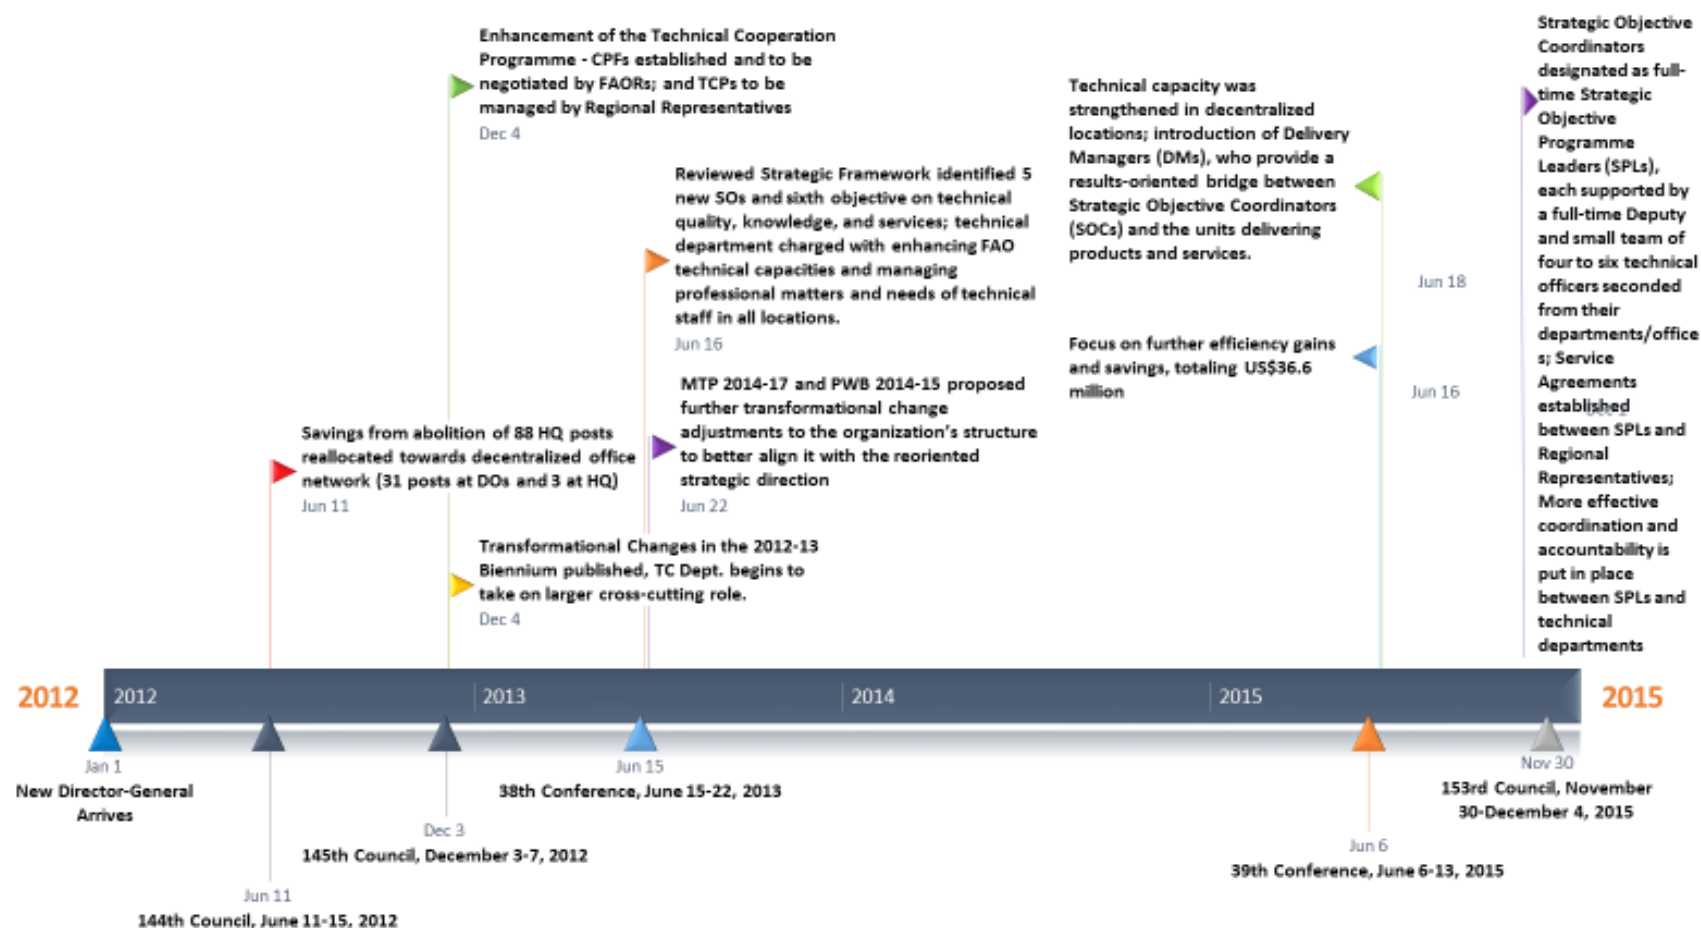 Enhancement of the Technical Cooperation
Programme - CPFs established and to be
negotiated by FAORs; and TCPs to be
managed by Regional Representatives
Dec 4
Reviewed Strategic Framework identified 5
new SOs and sixth objective on technical
quality, knowledge, and services; technical
department charged with enhancing FAO
technical capacities and managing
professional matters and needs of technical
staff in all locations.
Jun 16
MTP 2014-17 and PWB 2014-15 proposed
further transformational change
adjustments to the organization's structure
to better align it with the reoriented
strategic direction
Jun 22
Savings from abolition of 88 HQ posts
reallocated towards decentralized office
network (31 posts at DOs and 3 at HQ)
Jun 11
Transformational Changes in the 2012-13
Biennium published, TC Dept. begins to
take on larger cross-cutting role.
Dec 4
Technical capacity was
strengthened in decentralized
locations; introduction of Delivery
Managers (DMs), who provide a
results-oriented bridge between
Strategic Objective Coordinators
(SOCs) and the units delivering
products and services.
Jun 18
Focus on further efficiency gains
and savings, totaling US$36.6
million
Jun 16
Strategic Objective
Coordinators
designated as full-
time Strategic
Objective
Programme
Leaders (SPLs),
each supported by
a full-time Deputy
and small team of
four to six technical
officers seconded
from their
departments/office
s; Service
Agreements
established
between SPLs and
Regional
Representatives;
More effective
coordination and
accountability is
put in place
between SPLs and
technical
departments
2012
2012
2013
2014
2015
2015
Jan 1
New Director-General
Arrives
Jun 11
144th Council, June 11-15, 2012
Dec 3
145th Council, December 3-7, 2012
Jun 15
38th Conference, June 15-22, 2013
Jun 6
39th Conference, June 6-13, 2015
Nov 30
153rd Council, November
30-December 4, 2015